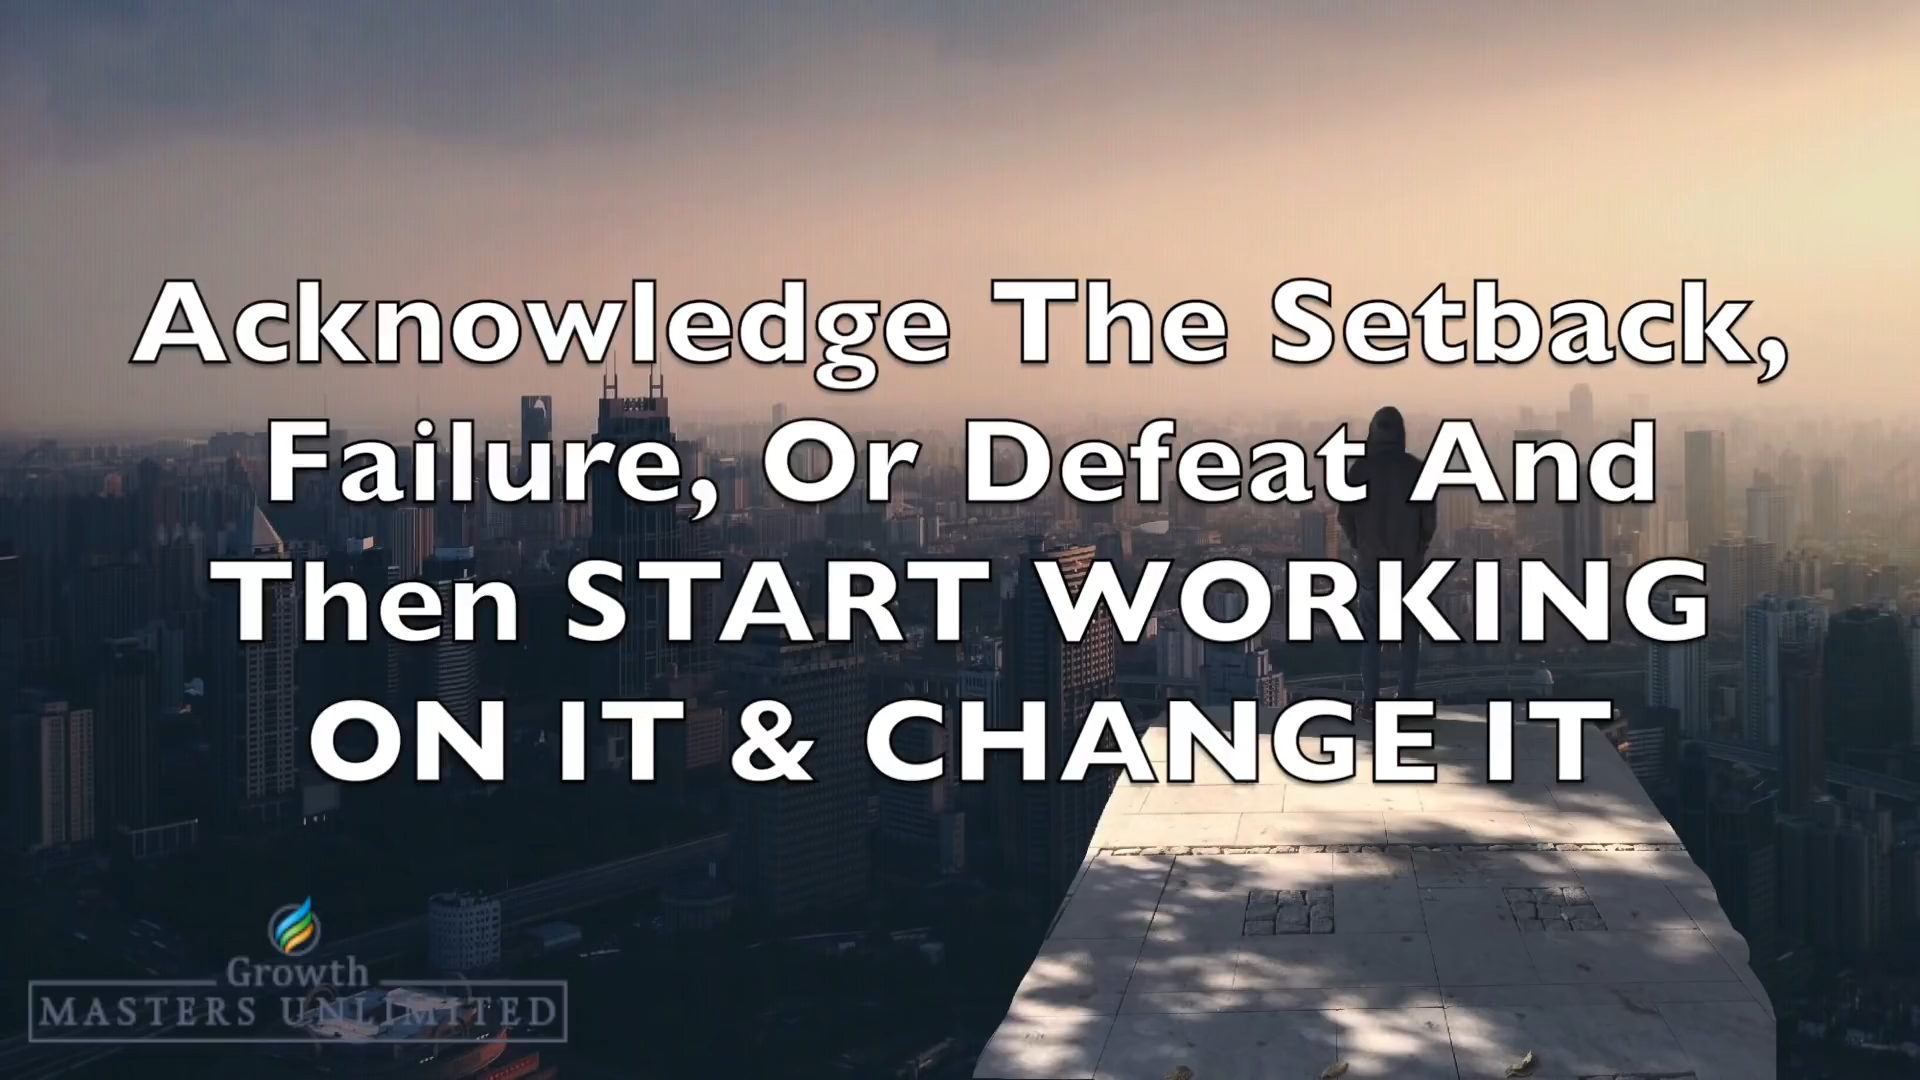 Acknowledge The Setback,
Failure, Or Defeat And
Then START WORKING
ON IT & CHANGE IT
Growth
MASTERS UNLIMITED